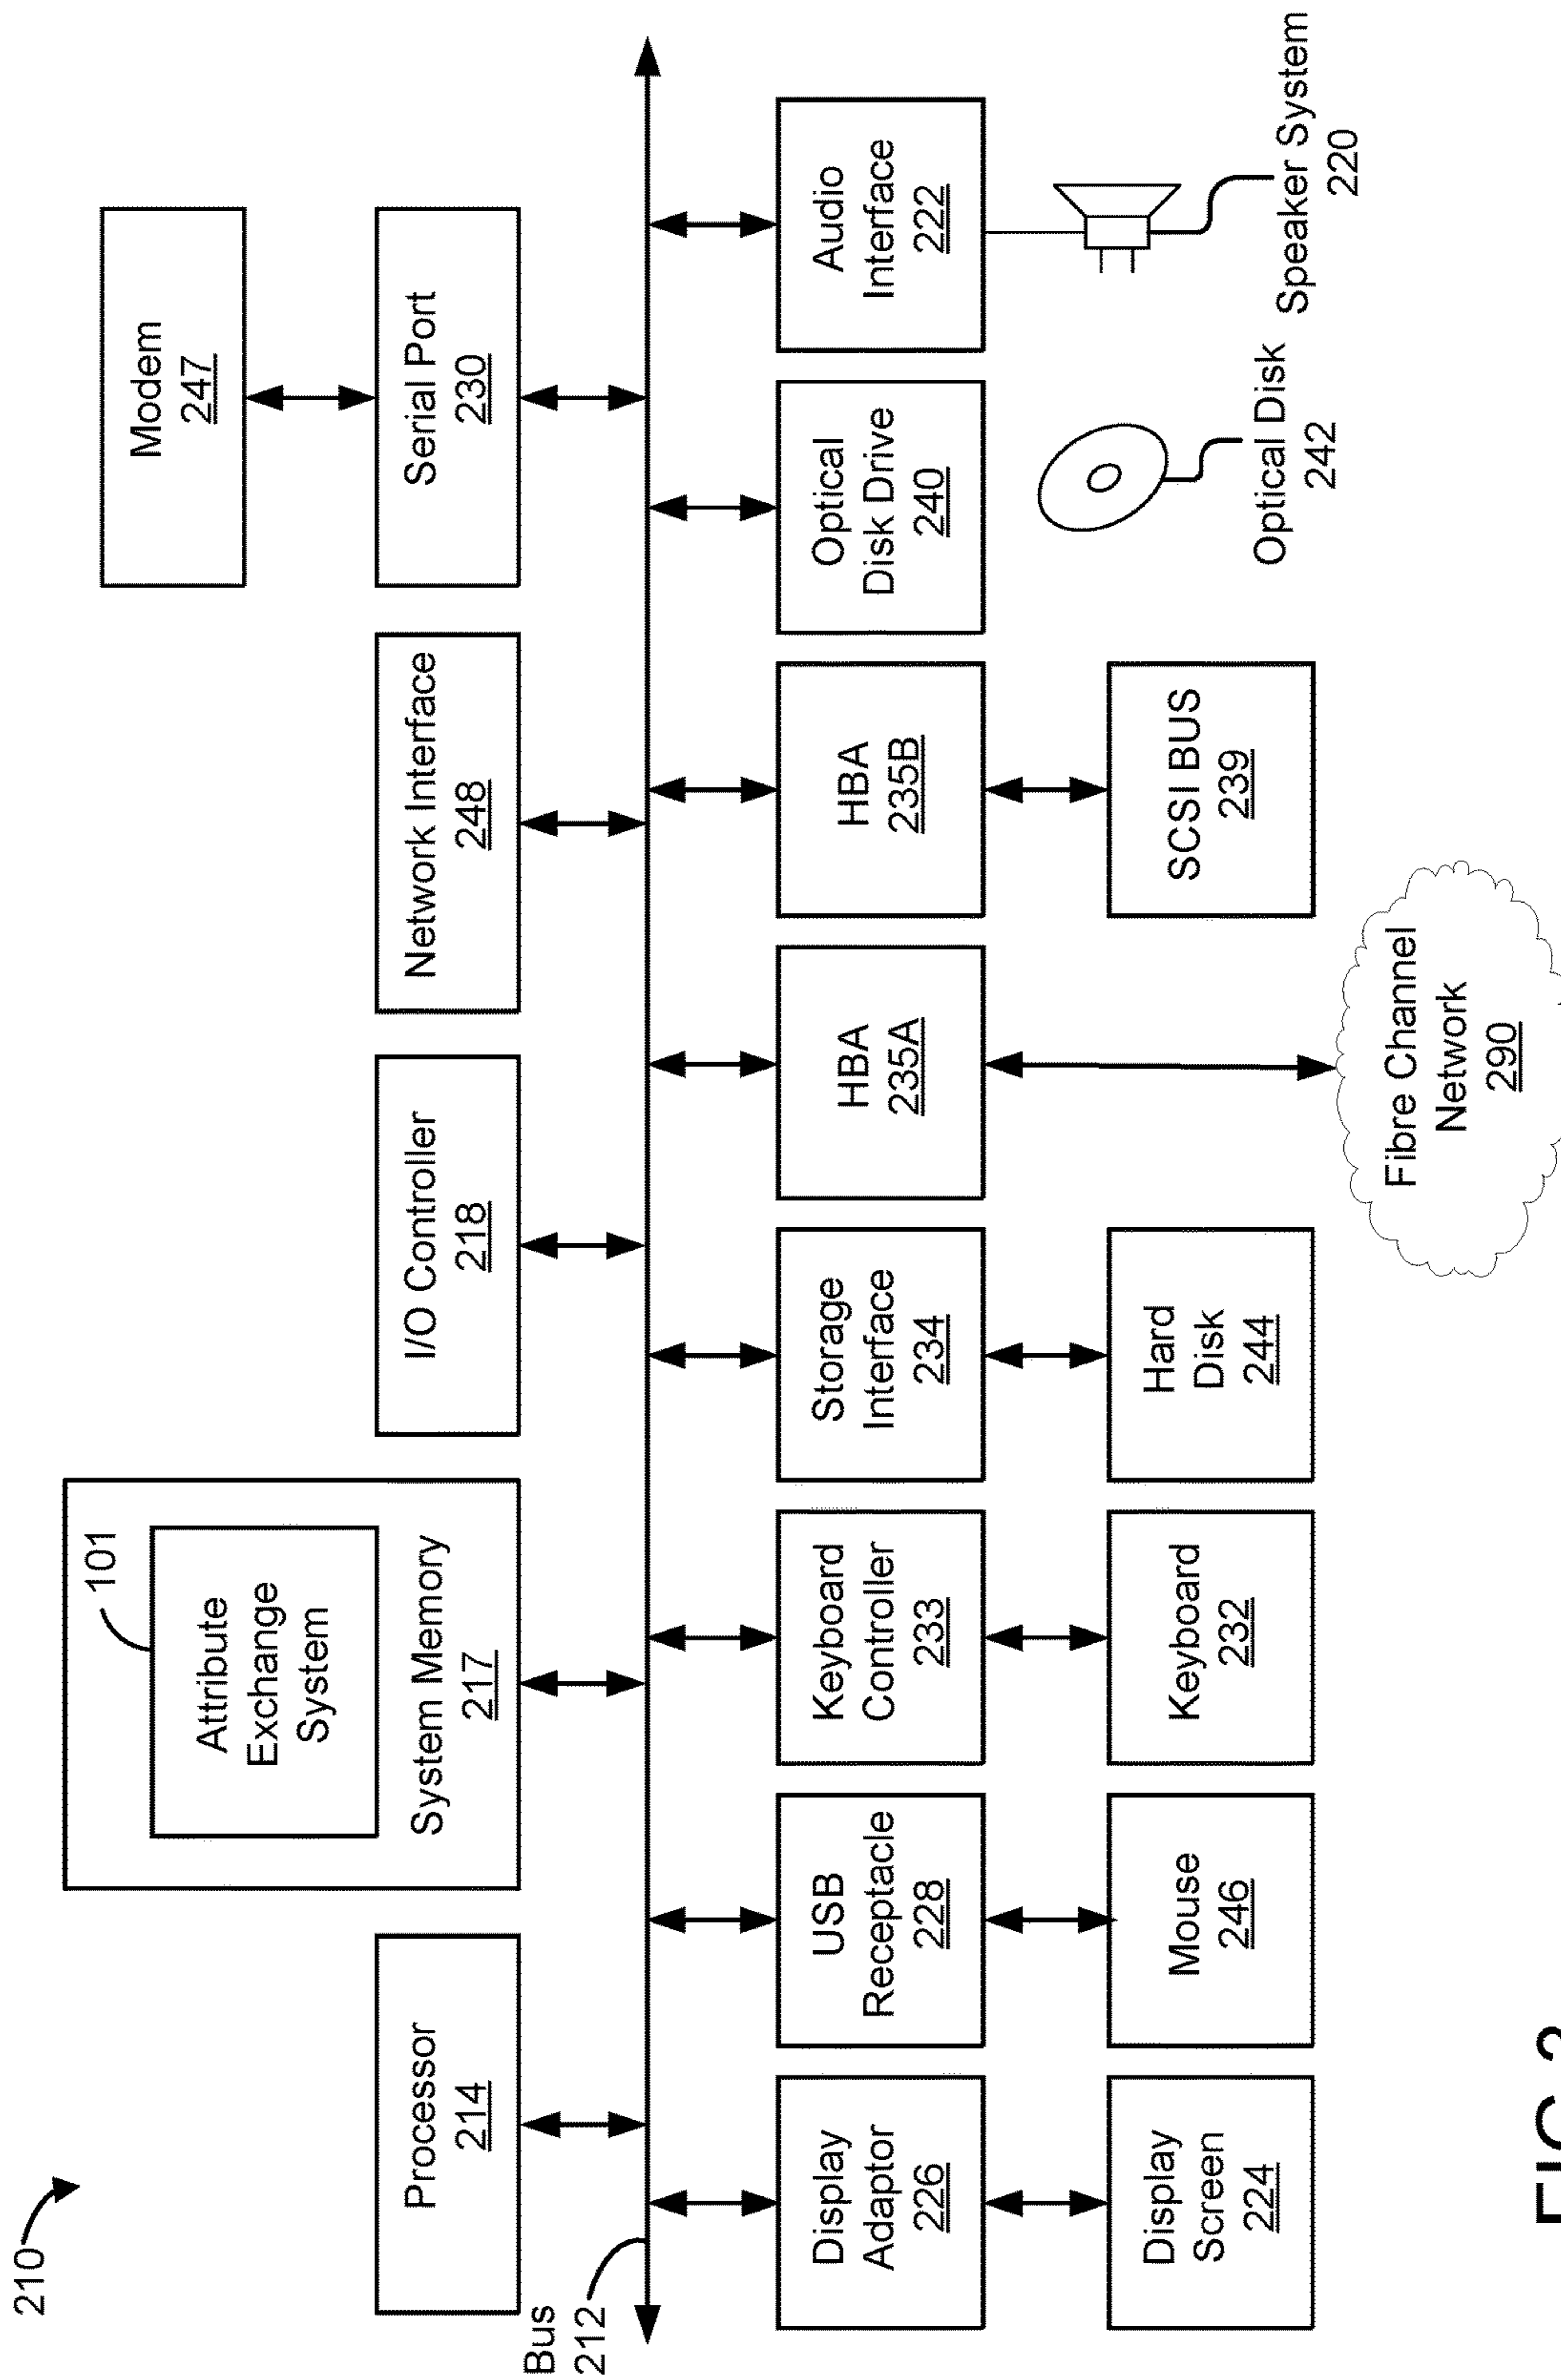 210
Modem
247
Attribute
Exchange
System
101
System Memory
217
Processor
214
I/O Controller
218
Network Interface
248
Serial Port
230
Bus
212
Display
Adaptor
226
USB
Receptacle
228
Keyboard
Controller
233
Storage
Interface
234
HBA
235A
HBA
235B
Optical
Disk Drive
240
Audio
Interface
222
Display
Screen
224
Mouse
246
Keyboard
232
Hard
Disk
244
SCSI BUS
239
Optical Disk
242
Speaker System
220
Fibre Channel
Network
290